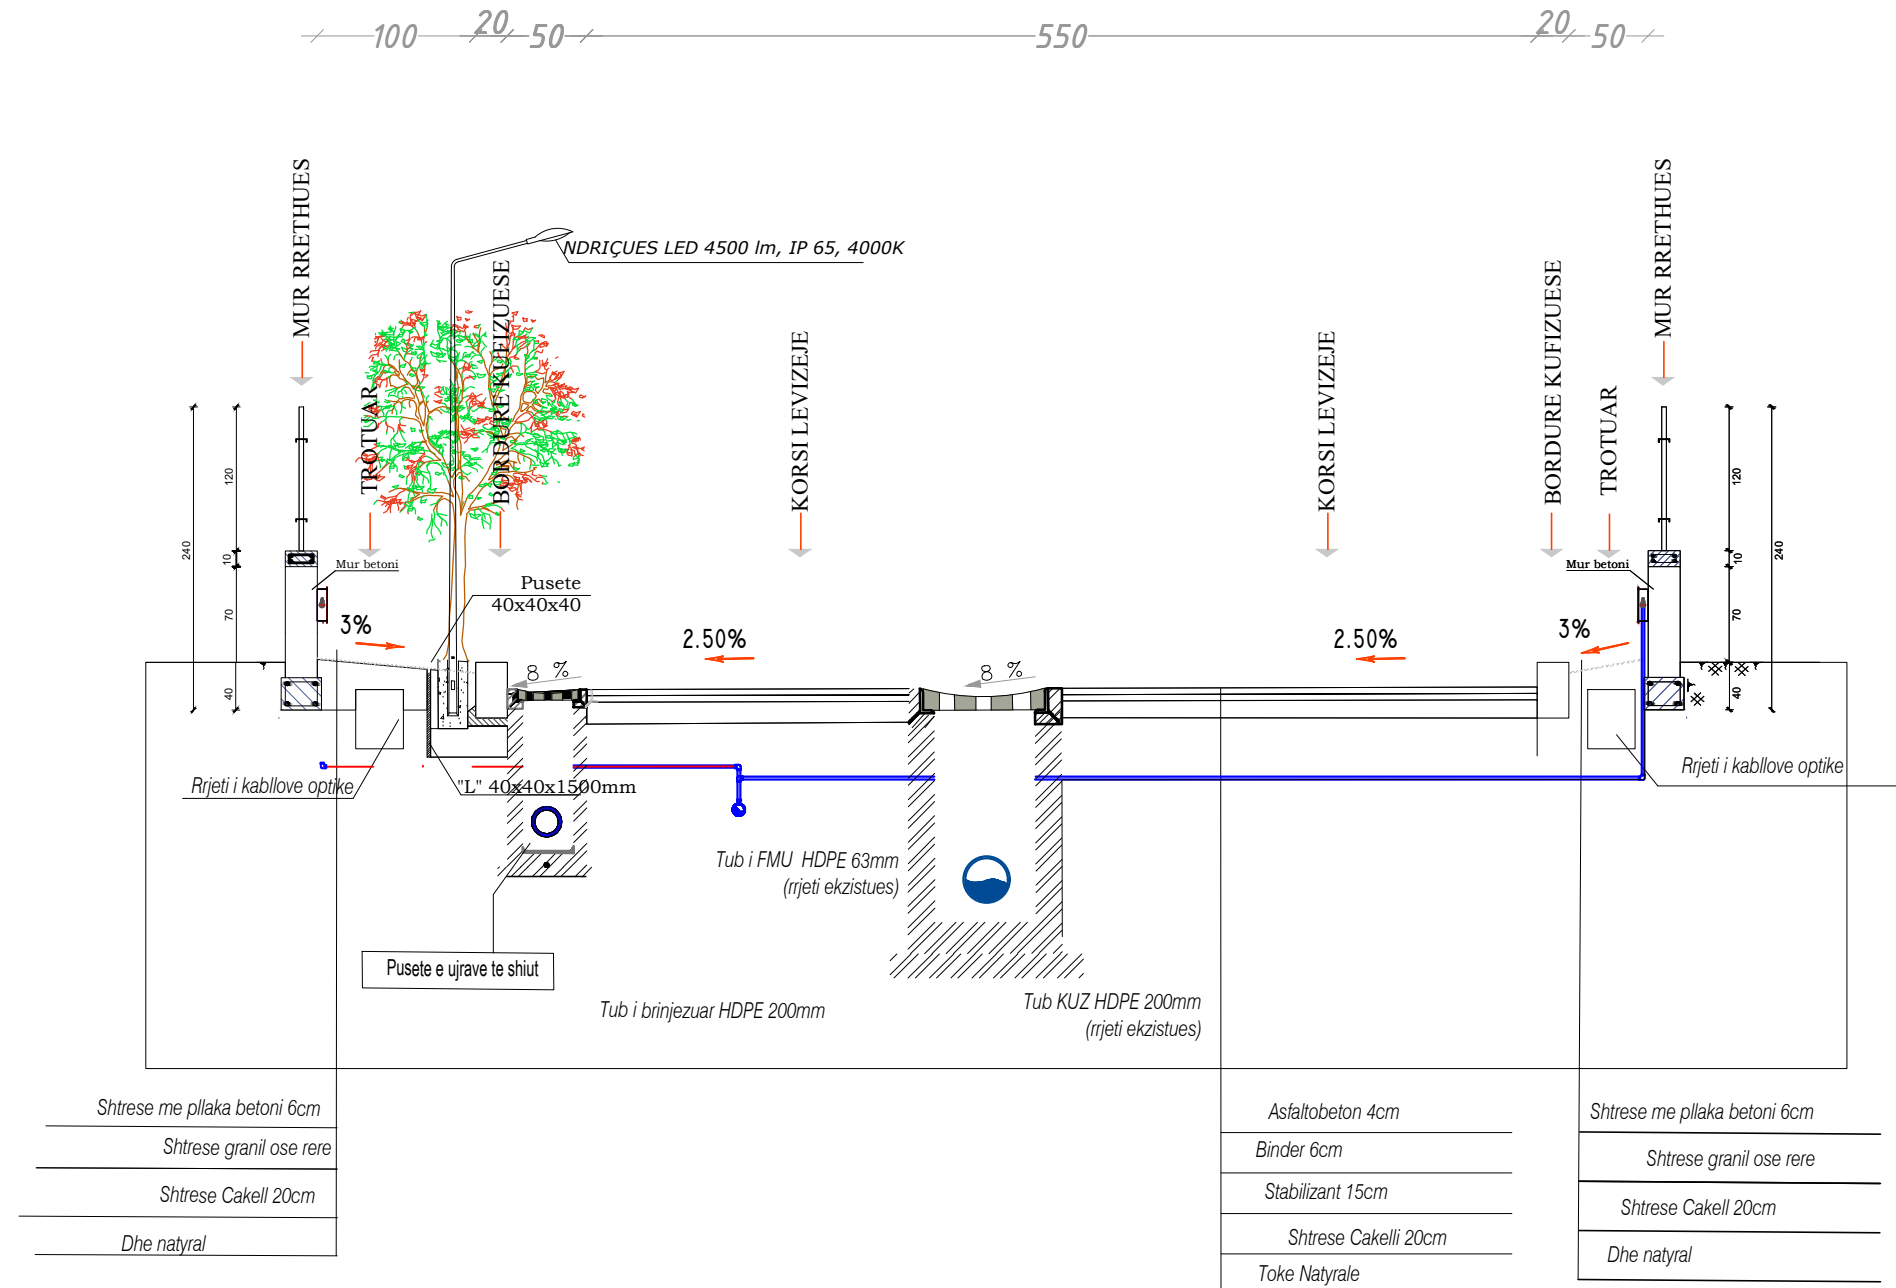 100
20
50
550
20
50
MUR RRETHUES
TROTUAR
BORDURE KUFIZUESE
KORSI LEVIZEJE
KORSI LEVIZEJE
BORDURE KUFIZUESE
TROTUAR
MUR RRETHUES
NDRIÇUES LED 4500 lm, IP 65, 4000K
240
120
10
70
40
Mur betoni
Pusete
40x40x40
3%
8 %
2.50%
8 %
2.50%
3%
Mur betoni
120
10
70
40
240
Rrjeti i kabllove optike
"L" 40x40x1500mm
Rrjeti i kabllove optike
Tub i FMU HDPE 63mm
(rrjeti ekzistues)
Pusete e ujrave te shiut
Tub i brinjezuar HDPE 200mm
Tub KUZ HDPE 200mm
(rrjeti ekzistues)
Shtrese me pllaka betoni 6cm
Shtrese granil ose rere
Shtrese Cakell 20cm
Dhe natyral
Asfaltobeton 4cm
Binder 6cm
Stabilizant 15cm
Shtrese Cakelli 20cm
Toke Natyrale
Shtrese me pllaka betoni 6cm
Shtrese granil ose rere
Shtrese Cakell 20cm
Dhe natyral